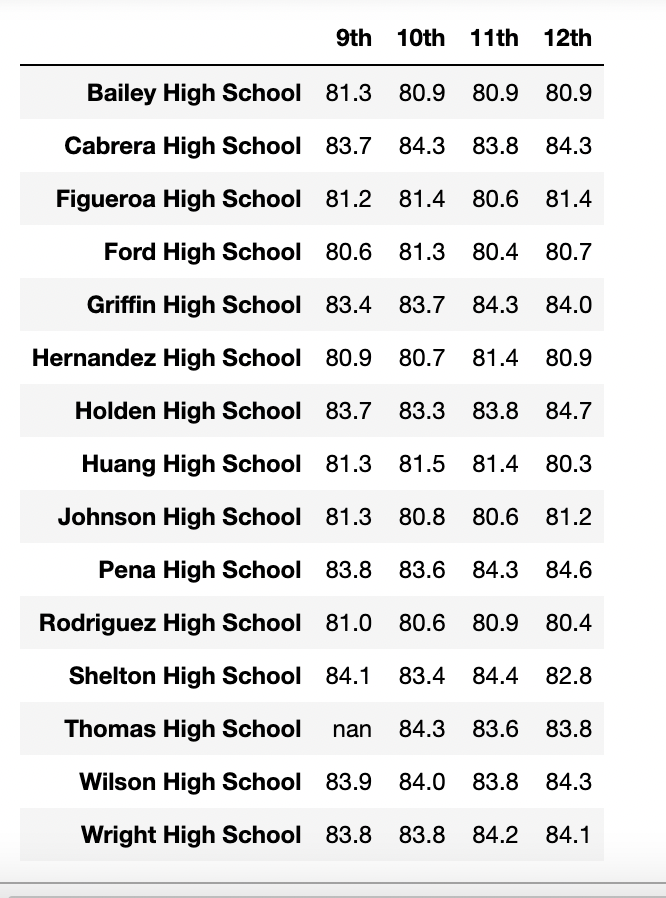 9th 10th 11th 12th
Bailey High School 81.3 80.9 80.9 80.9
Cabrera High School 83.7 84.3 83.8 84.3
Figueroa High School 81.2 81.4 80.6 81.4
Ford High School 80.6 81.3 80.4 80.7
Griffin High School 83.4 83.7 84.3 84.0
Hernandez High School 80.9 80.7 81.4 80.9
Holden High School 83.7 83.3 83.8 84.7
Huang High School 81.3 81.5 81.4 80.3
Johnson High School 81.3 80.8 80.6 81.2
Pena High School 83.8 83.6 84.3 84.6
Rodriguez High School 81.0 80.6 80.9 80.4
Shelton High School 84.1 83.4 84.4 82.8
Thomas High School nan 84.3 83.6 83.8
Wilson High School 83.9 84.0 83.8 84.3
Wright High School 83.8 83.8 84.2 84.1